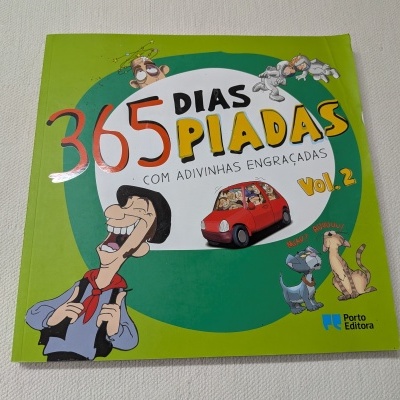 365 DIAS
PIADAS
COM ADIVINHAS ENGRAÇADAS
Vol. 2
Porto
Editora